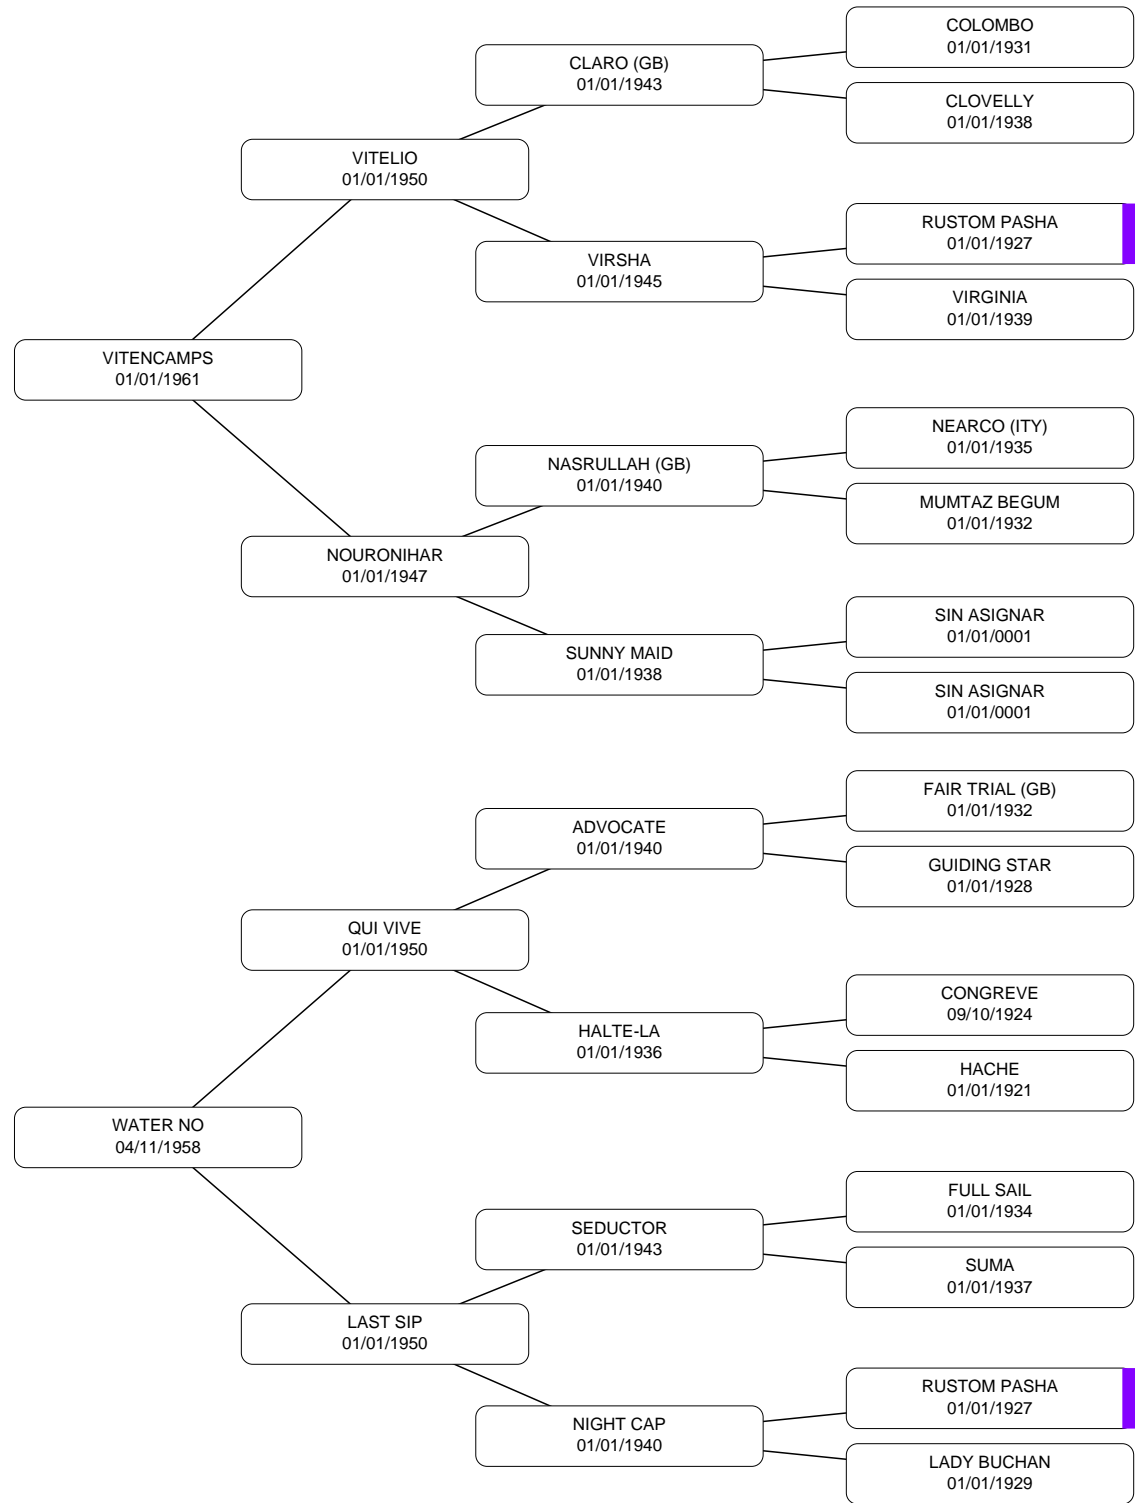 COLOMBO
01/01/1931
CLARO (GB)
01/01/1943
CLOVELLY
01/01/1938
VITELIO
01/01/1950
RUSTOM PASHA
01/01/1927
VIRSHA
01/01/1945
VIRGINIA
01/01/1939
VITENCAMPS
01/01/1961
NEARCO (ITY)
01/01/1935
NASRULLAH (GB)
01/01/1940
MUMTAZ BEGUM
01/01/1932
NOURONIHAR
01/01/1947
SIN ASIGNAR
01/01/0001
SUNNY MAID
01/01/1938
SIN ASIGNAR
01/01/0001
FAIR TRIAL (GB)
01/01/1932
ADVOCATE
01/01/1940
GUIDING STAR
01/01/1928
QUI VIVE
01/01/1950
CONGREVE
09/10/1924
HALTE-LA
01/01/1936
HACHE
01/01/1921
WATER NO
04/11/1958
FULL SAIL
01/01/1934
SEDUCTOR
01/01/1943
SUMA
01/01/1937
LAST SIP
01/01/1950
RUSTOM PASHA
01/01/1927
NIGHT CAP
01/01/1940
LADY BUCHAN
01/01/1929